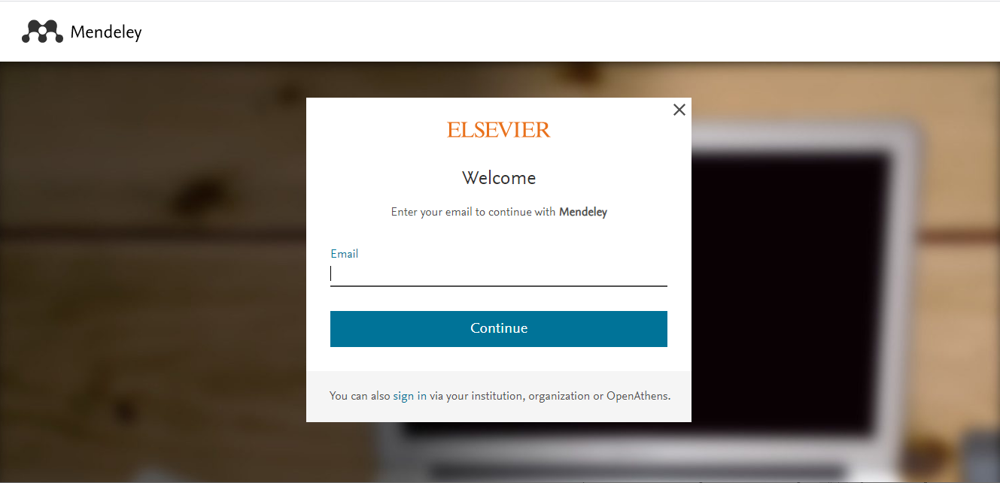 Mendeley
ELSEVIER
Welcome
Enter your email to continue with Mendeley
Email
Continue
You can also sign in via your institution, organization or OpenAthens.